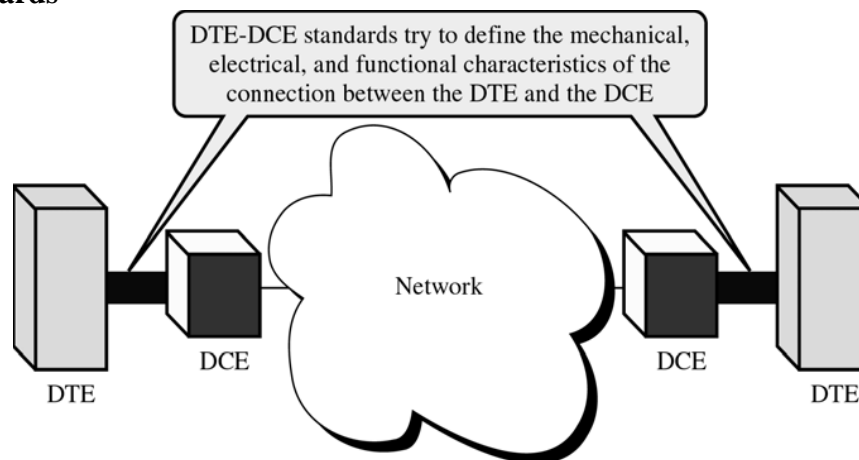 DTE-DCE standards try to define the mechanical,
electrical, and functional characteristics of the
connection between the DTE and the DCE
Network
DCE
DCE
DTE
DTE